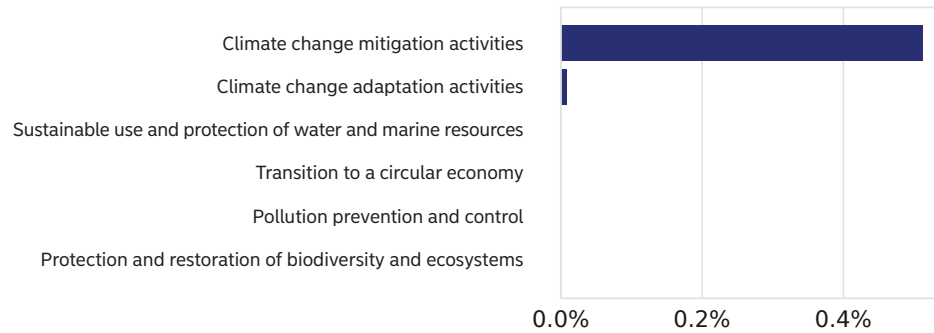 Climate change mitigation activities
Climate change adaptation activities
Sustainable use and protection of water and marine resources
Transition to a circular economy
Pollution prevention and control
Protection and restoration of biodiversity and ecosystems
0.0% 0.2% 0.4%